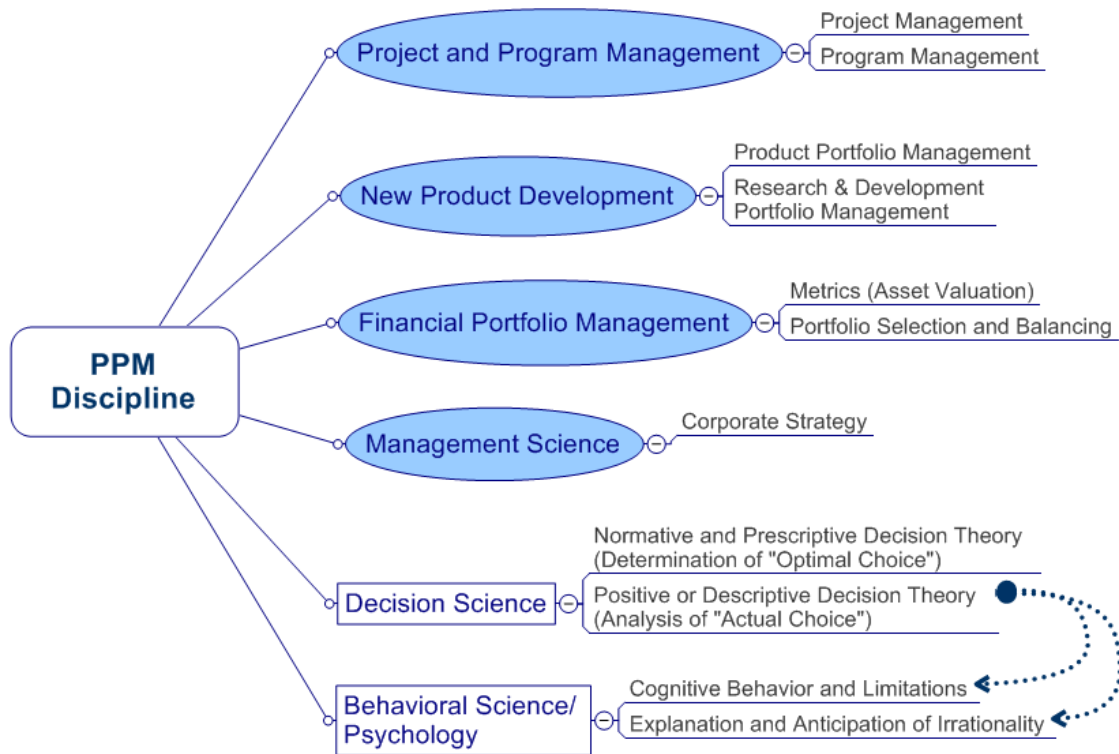 Project and Program Management
Project Management
Program Management
New Product Development
Product Portfolio Management
Research & Development
Portfolio Management
Financial Portfolio Management
Metrics (Asset Valuation)
Portfolio Selection and Balancing
PPM
Discipline
Management Science
Corporate Strategy
Decision Science
Normative and Prescriptive Decision Theory
(Determination of "Optimal Choice")
Positive or Descriptive Decision Theory
(Analysis of "Actual Choice")
Behavioral Science/
Psychology
Cognitive Behavior and Limitations
Explanation and Anticipation of Irrationality